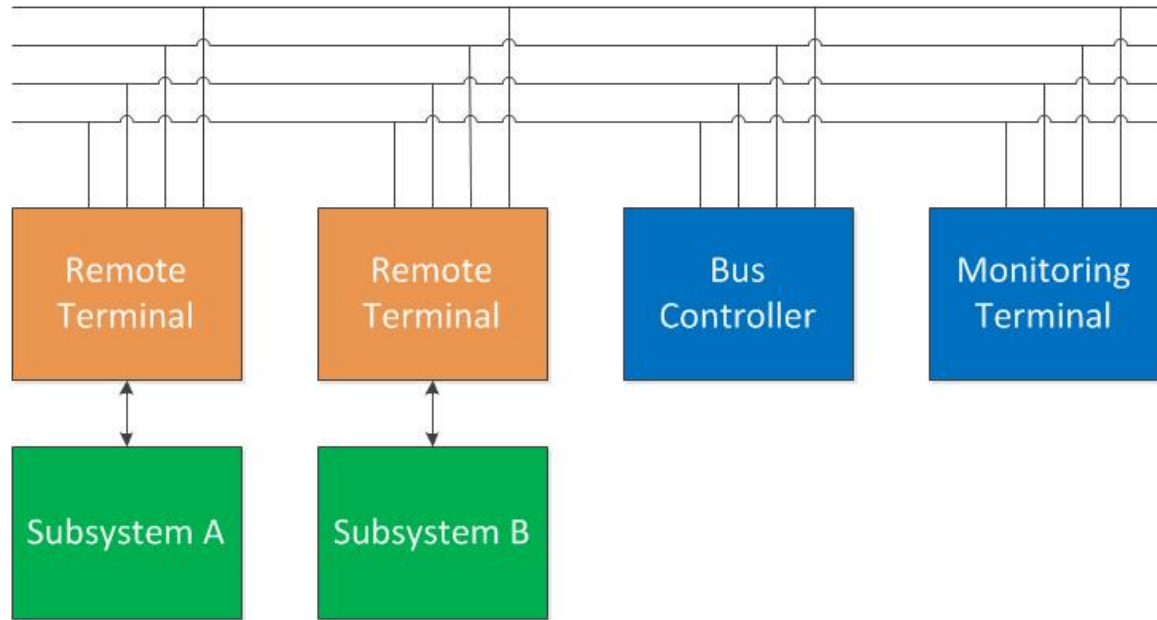 Remote
Terminal
Remote
Terminal
Bus
Controller
Monitoring
Terminal
Subsystem A
Subsystem B